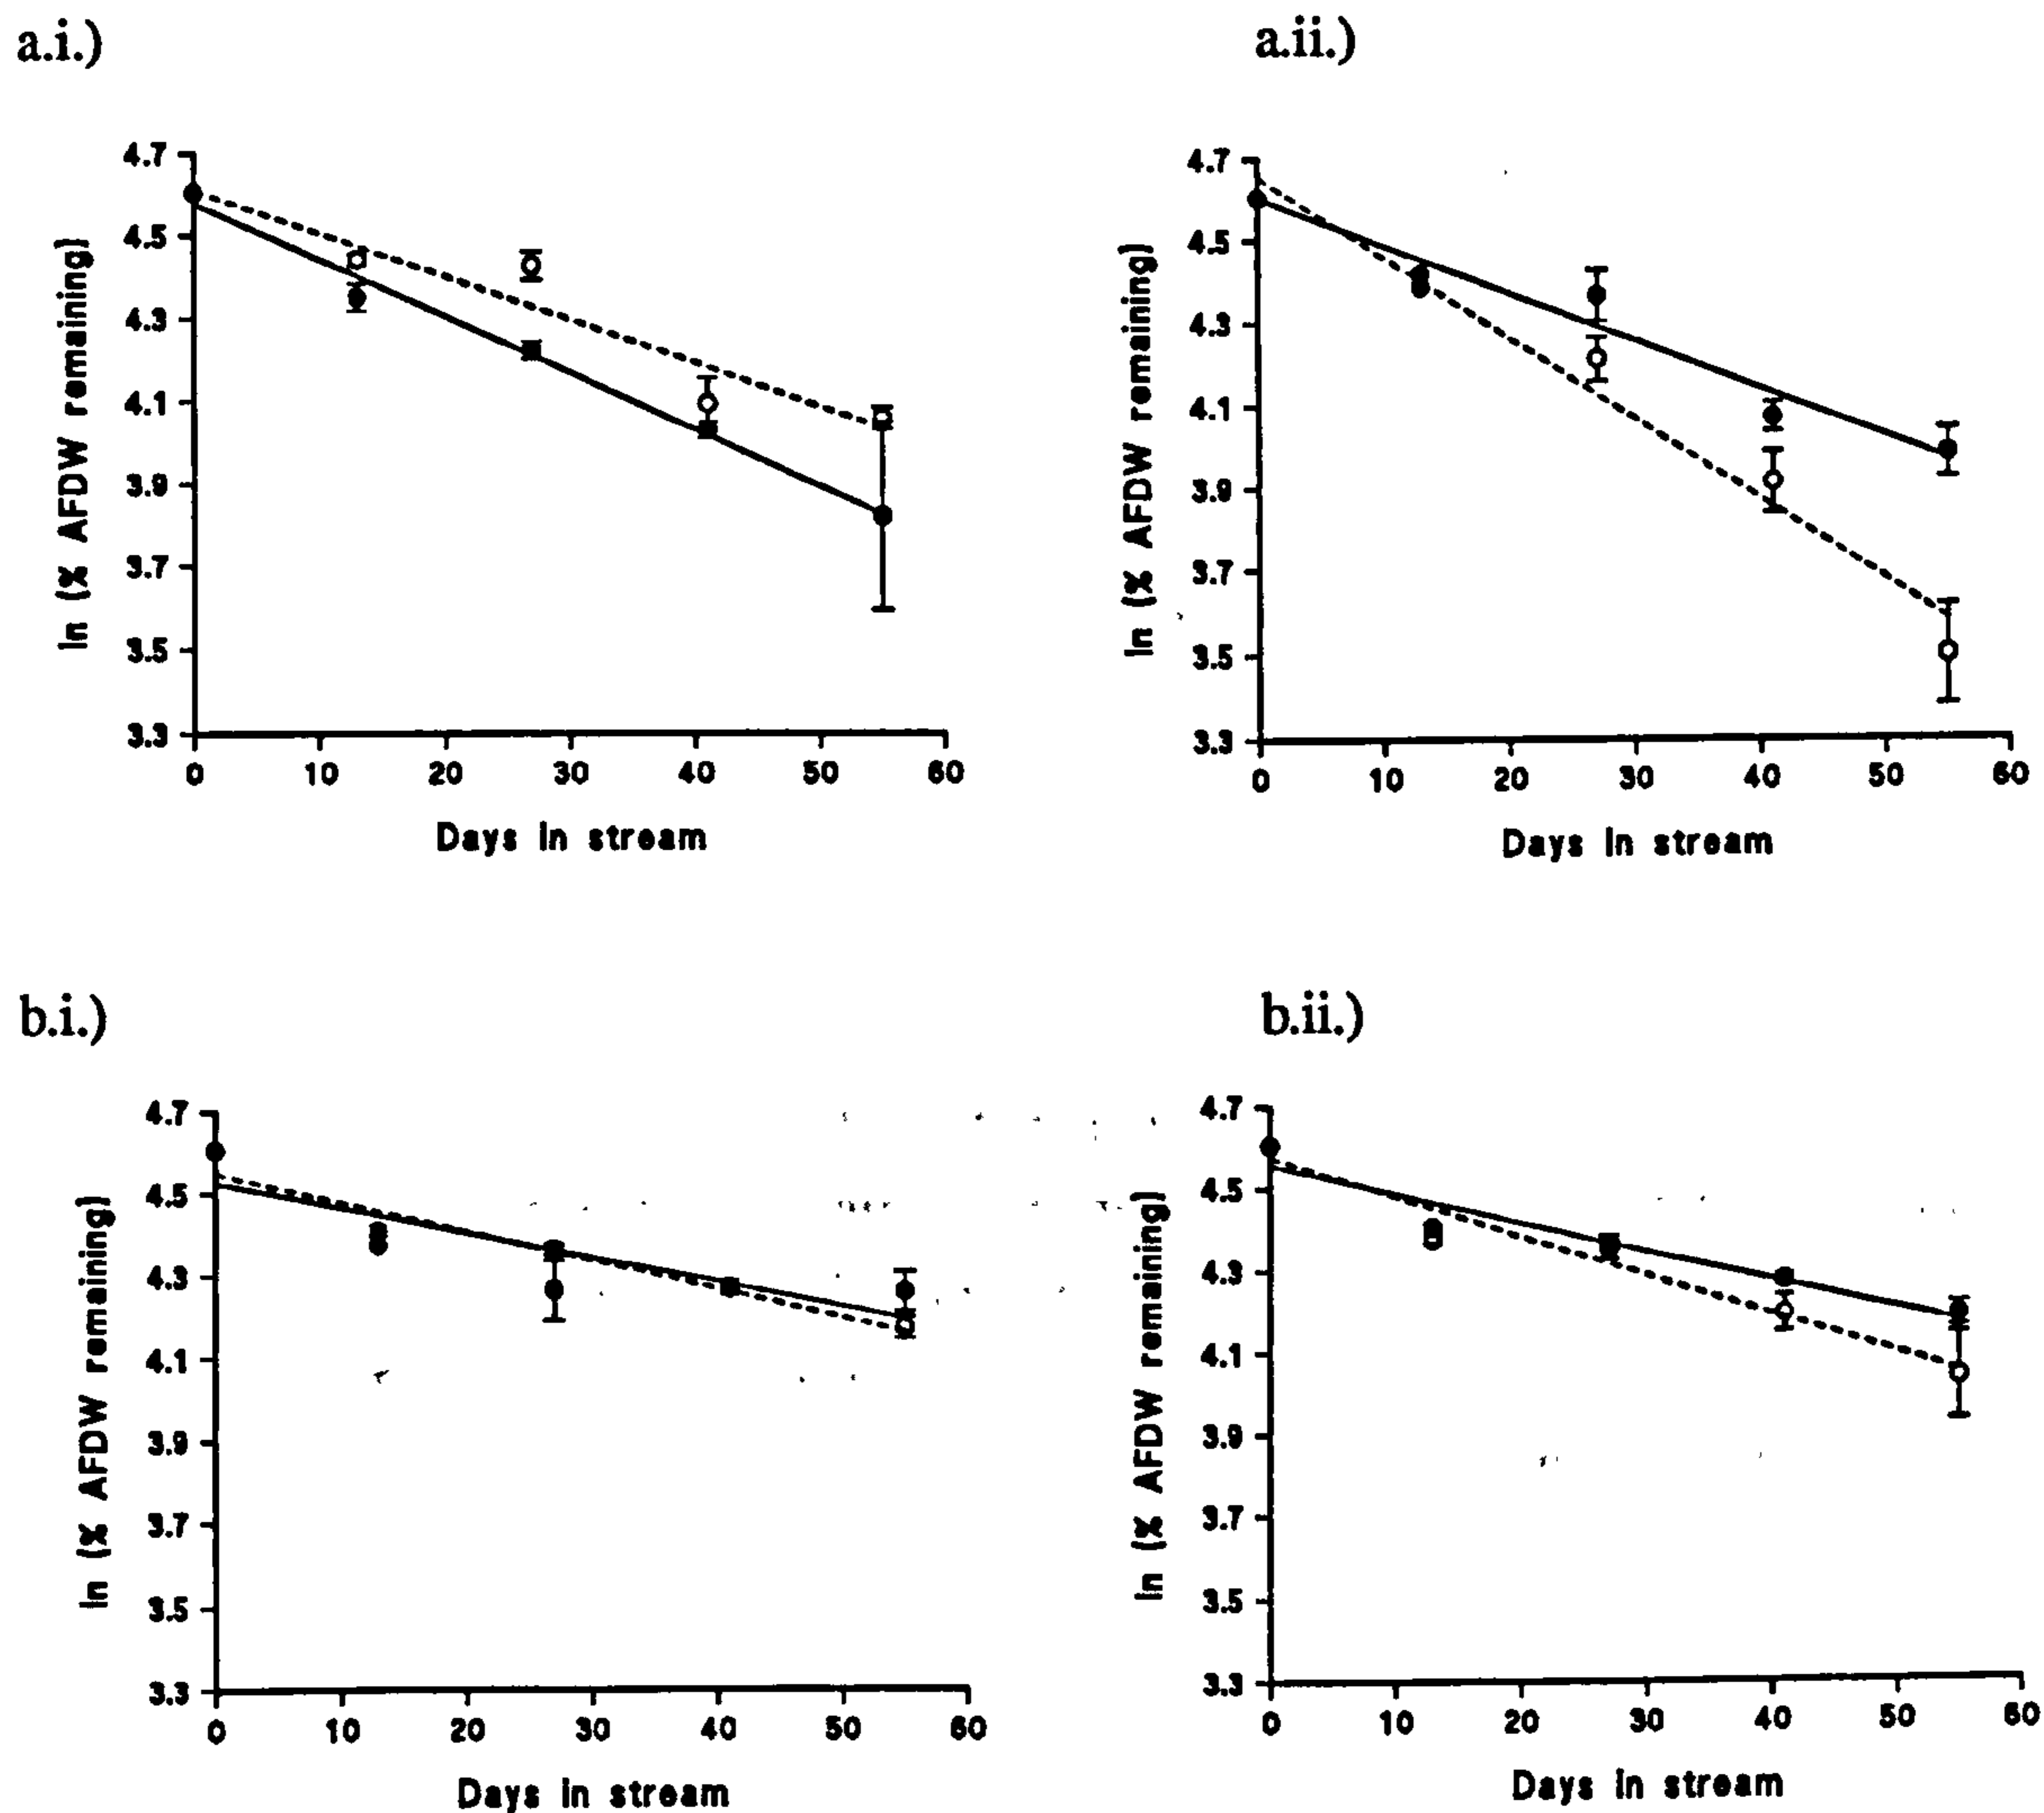 a.i.)
a.ii.)
4.7
4.5
4.3
4.1
3.9
3.7
3.5
3.3
ln (% AFDW remaining)
0 10 20 30 40 50 60
Days in stream
4.7
4.5
4.3
4.1
3.9
3.7
3.5
3.3
ln (% AFDW remaining)
0 10 20 30 40 50 60
Days in stream
b.i.)
b.ii.)
4.7
4.5
4.3
4.1
3.9
3.7
3.5
3.3
ln (% AFDW remaining)
0 10 20 30 40 50 60
Days in stream
4.7
4.5
4.3
4.1
3.9
3.7
3.5
3.3
ln (% AFDW remaining)
0 10 20 30 40 50 60
Days in stream